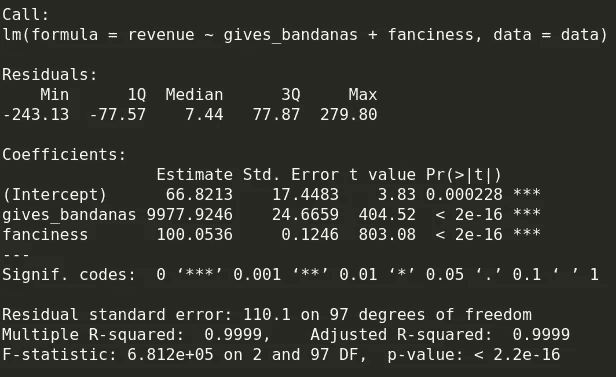 Call:
lm(formula = revenue ~ gives_bandanas + fanciness, data = data)
Residuals:
    Min      1Q  Median      3Q     Max
-243.13  -77.57    7.44   77.87  279.80
Coefficients:
                Estimate Std. Error t value Pr(>|t|)
(Intercept)      66.8213    17.4483    3.83 0.000228 ***
gives_bandanas 9977.9246    24.6659  404.52  < 2e-16 ***
fanciness       100.0536     0.1246  803.08  < 2e-16 ***
---
Signif. codes:  0 ‘***’ 0.001 ‘**’ 0.01 ‘*’ 0.05 ‘.’ 0.1 ‘ ’ 1
Residual standard error: 110.1 on 97 degrees of freedom
Multiple R-squared:  0.9999,    Adjusted R-squared:  0.9999
F-statistic: 6.812e+05 on 2 and 97 DF,  p-value: < 2.2e-16